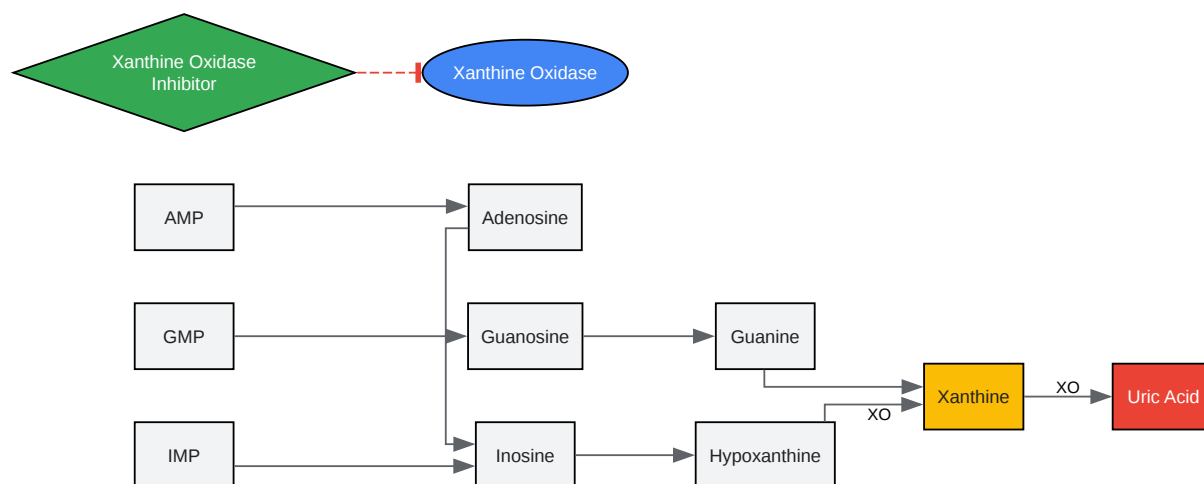 Xanthine Oxidase
Inhibitor
Xanthine Oxidase
AMP
Adenosine
GMP
Guanosine
Guanine
Xanthine
XO
Uric Acid
XO
IMP
Inosine
Hypoxanthine